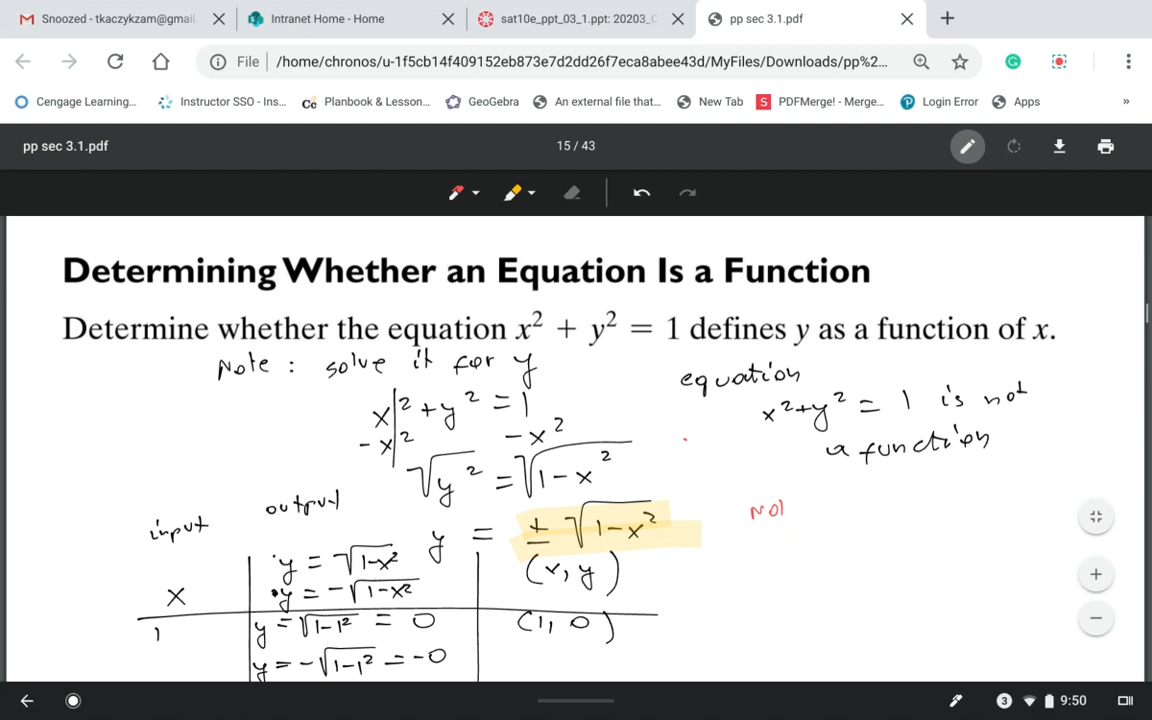 Snoozed - tkaczykzam@gmail
Intranet Home - Home
sat10e_ppt_03_1.ppt: 20203_C
pp sec 3.1.pdf
File | /home/chronos/u-1f5cb14f409152eb873e7d2dd26f7eca8abee43d/MyFiles/Downloads/pp%2...
Cengage Learning...
Instructor SSO - Ins...
Planbook & Lesson...
GeoGebra
An external file that...
New Tab
PDFMerge! - Merge...
Login Error
Apps
»
pp sec 3.1.pdf
15 / 43
Determining Whether an Equation Is a Function
Determine whether the equation x² + y² = 1 defines y as a function of x.
Note: solve it for y
x² + y² = 1
- x² - x²
√y² = √1-x²
y = ± √1-x²
equation
x²+y² = 1 is not
a function
Not
input output
x y = √1-x² (x, y)
y = -√1-x²
1 y = √1-1² = 0 (1, 0)
y = -√1-1² = -0
3 9:50